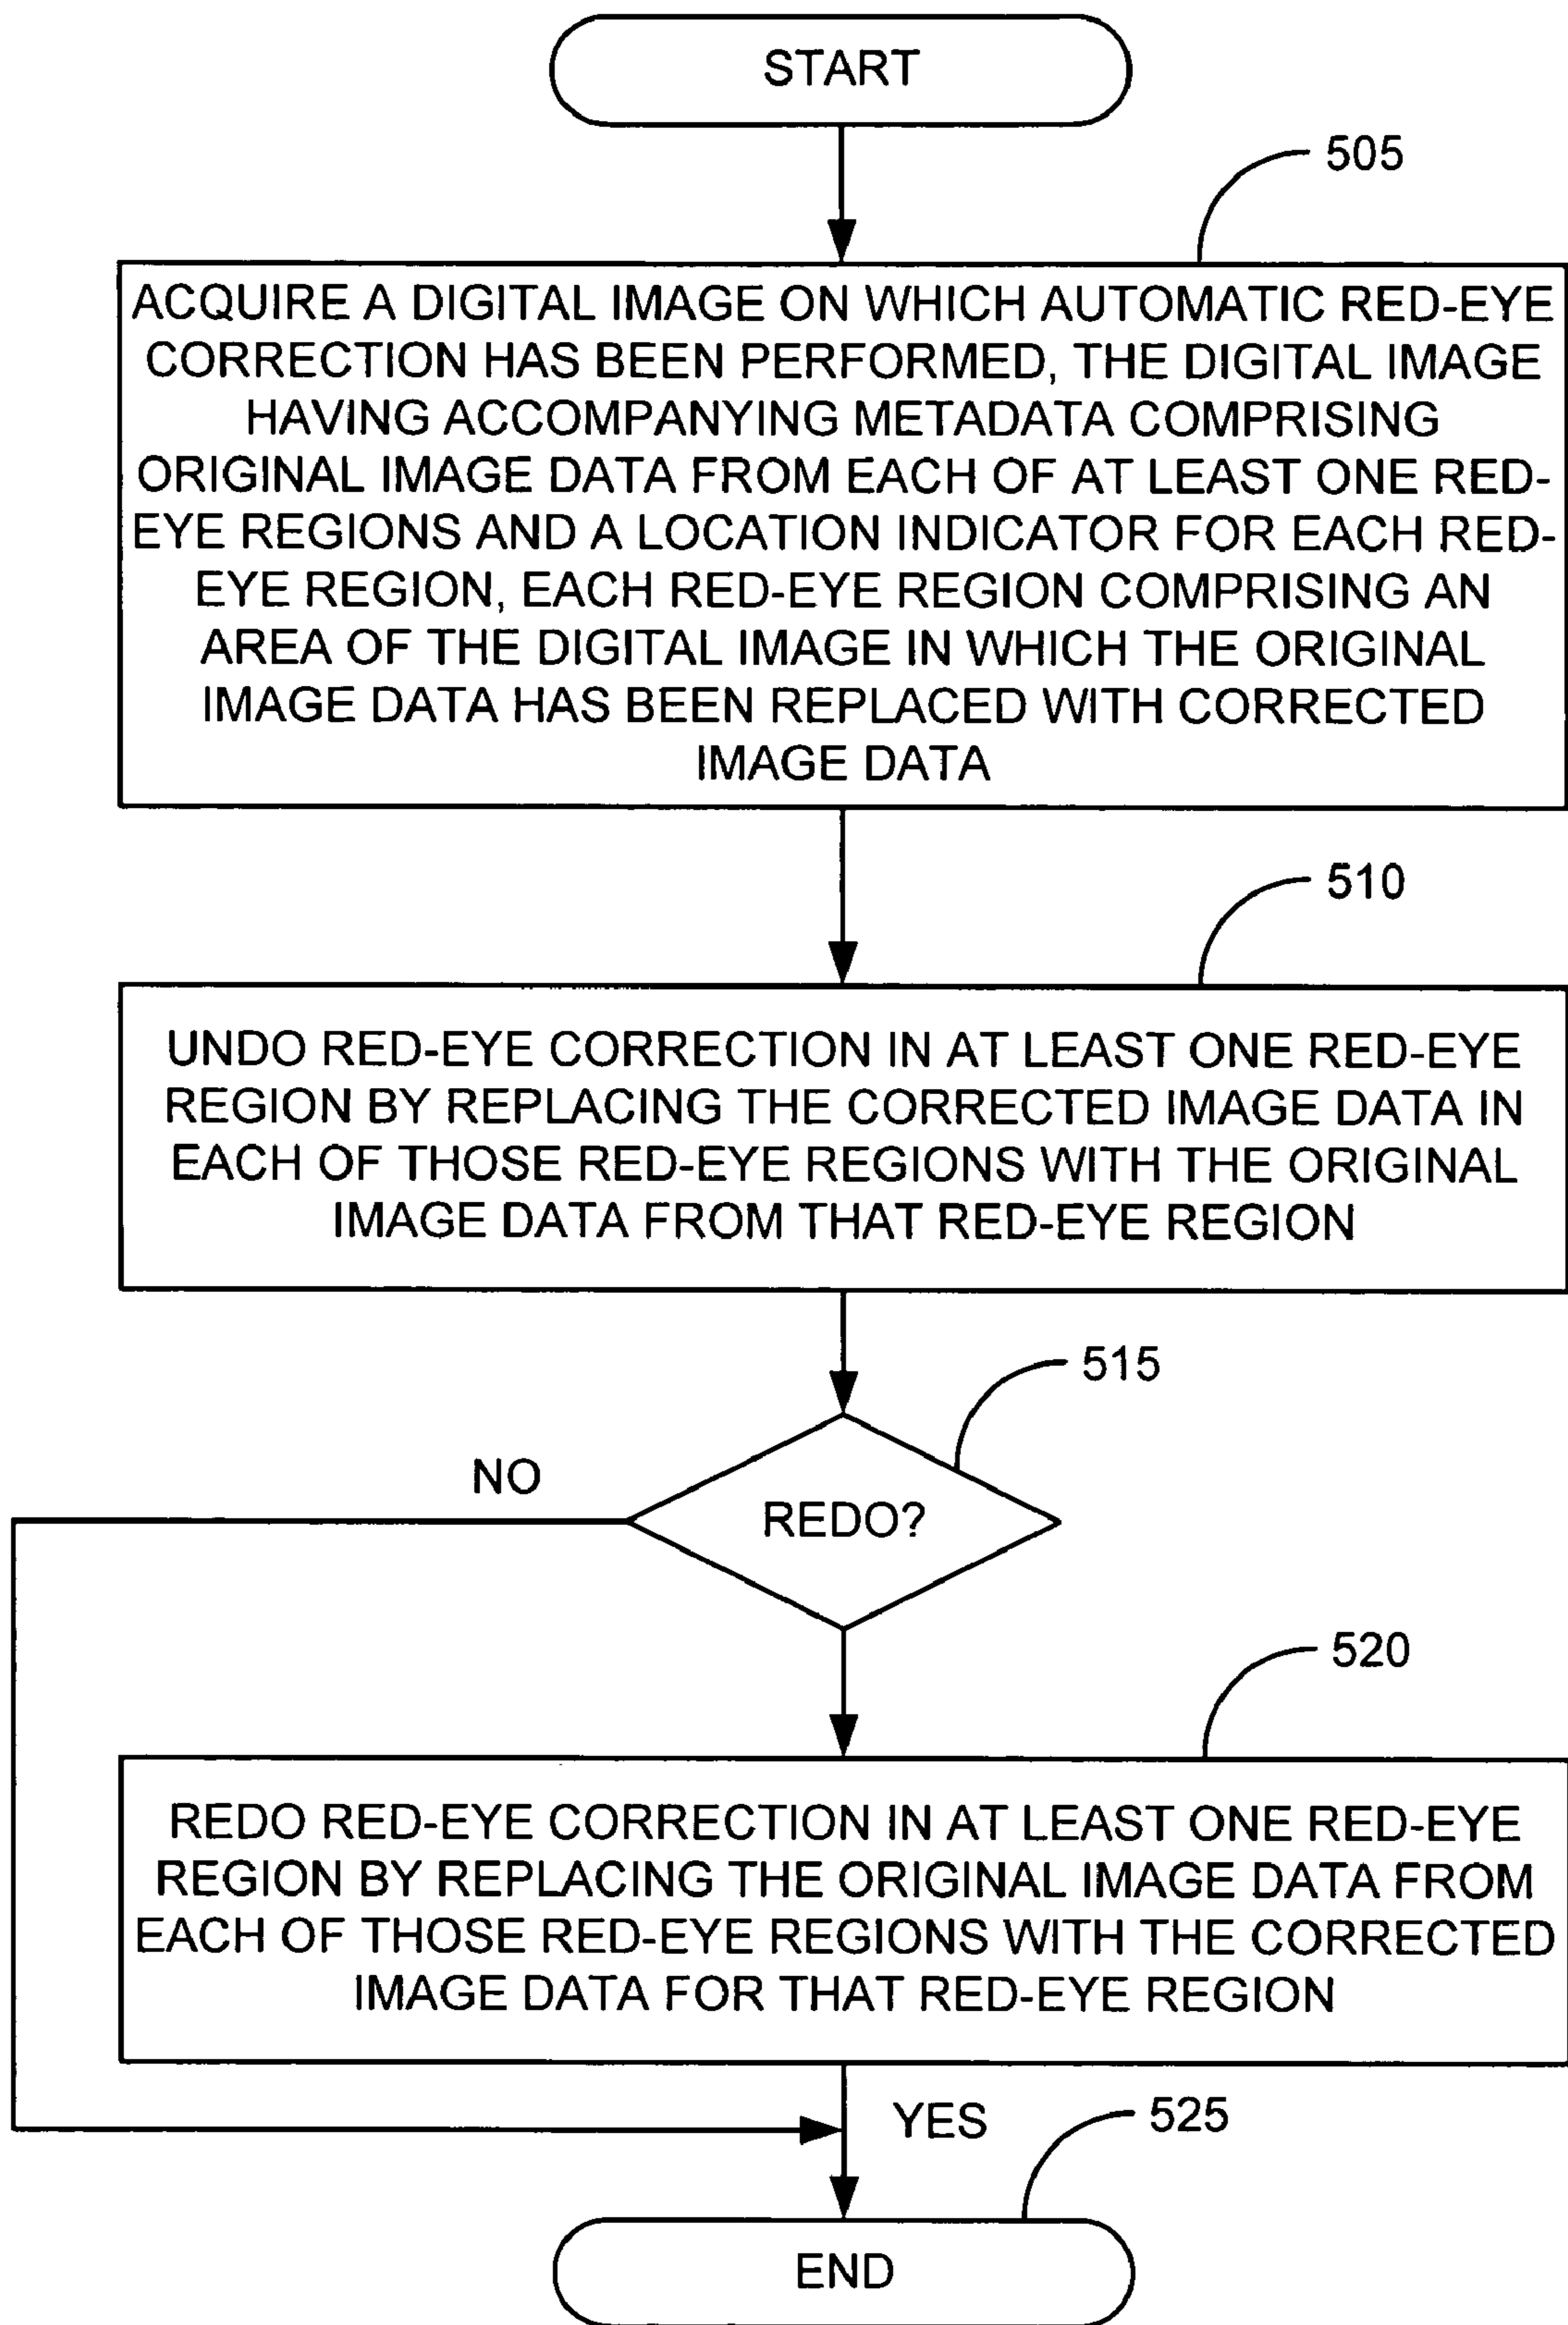 START
505
ACQUIRE A DIGITAL IMAGE ON WHICH AUTOMATIC RED-EYE
CORRECTION HAS BEEN PERFORMED, THE DIGITAL IMAGE
HAVING ACCOMPANYING METADATA COMPRISING
ORIGINAL IMAGE DATA FROM EACH OF AT LEAST ONE RED-
EYE REGIONS AND A LOCATION INDICATOR FOR EACH RED-
EYE REGION, EACH RED-EYE REGION COMPRISING AN
AREA OF THE DIGITAL IMAGE IN WHICH THE ORIGINAL
IMAGE DATA HAS BEEN REPLACED WITH CORRECTED
IMAGE DATA
510
UNDO RED-EYE CORRECTION IN AT LEAST ONE RED-EYE
REGION BY REPLACING THE CORRECTED IMAGE DATA IN
EACH OF THOSE RED-EYE REGIONS WITH THE ORIGINAL
IMAGE DATA FROM THAT RED-EYE REGION
515
NO
REDO?
520
REDO RED-EYE CORRECTION IN AT LEAST ONE RED-EYE
REGION BY REPLACING THE ORIGINAL IMAGE DATA FROM
EACH OF THOSE RED-EYE REGIONS WITH THE CORRECTED
IMAGE DATA FOR THAT RED-EYE REGION
YES
525
END